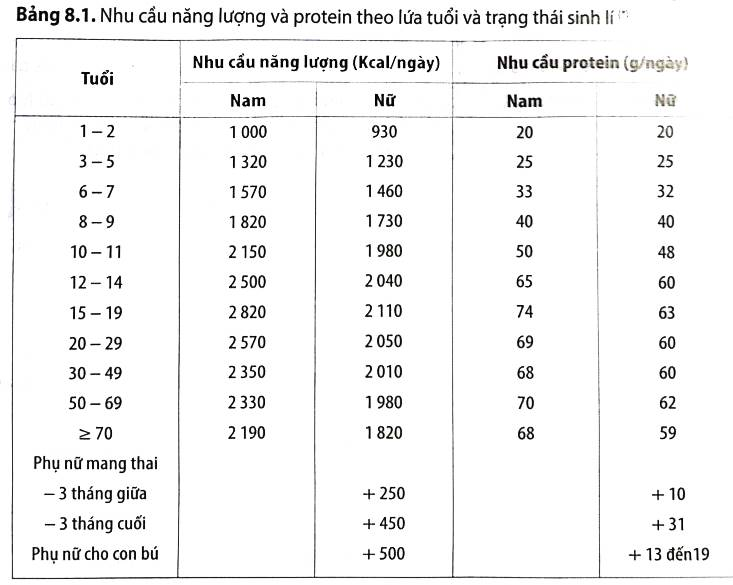 Bảng 8.1. Nhu cầu năng lượng và protein theo lứa tuổi và trạng thái sinh lí (*)
Tuổi Nhu cầu năng lượng (Kcal/ngày) Nhu cầu protein (g/ngày)
Nam Nữ Nam Nữ
1 – 2 1 000 930 20 20
3 – 5 1 320 1 230 25 25
6 – 7 1 570 1 460 33 32
8 – 9 1 820 1 730 40 40
10 – 11 2 150 1 980 50 48
12 – 14 2 500 2 040 65 60
15 – 19 2 820 2 110 74 63
20 – 29 2 570 2 050 69 60
30 – 49 2 350 2 010 68 60
50 – 69 2 330 1 980 70 62
≥ 70 2 190 1 820 68 59
Phụ nữ mang thai
– 3 tháng giữa + 250 + 10
– 3 tháng cuối + 450 + 31
Phụ nữ cho con bú + 500 + 13 đến19